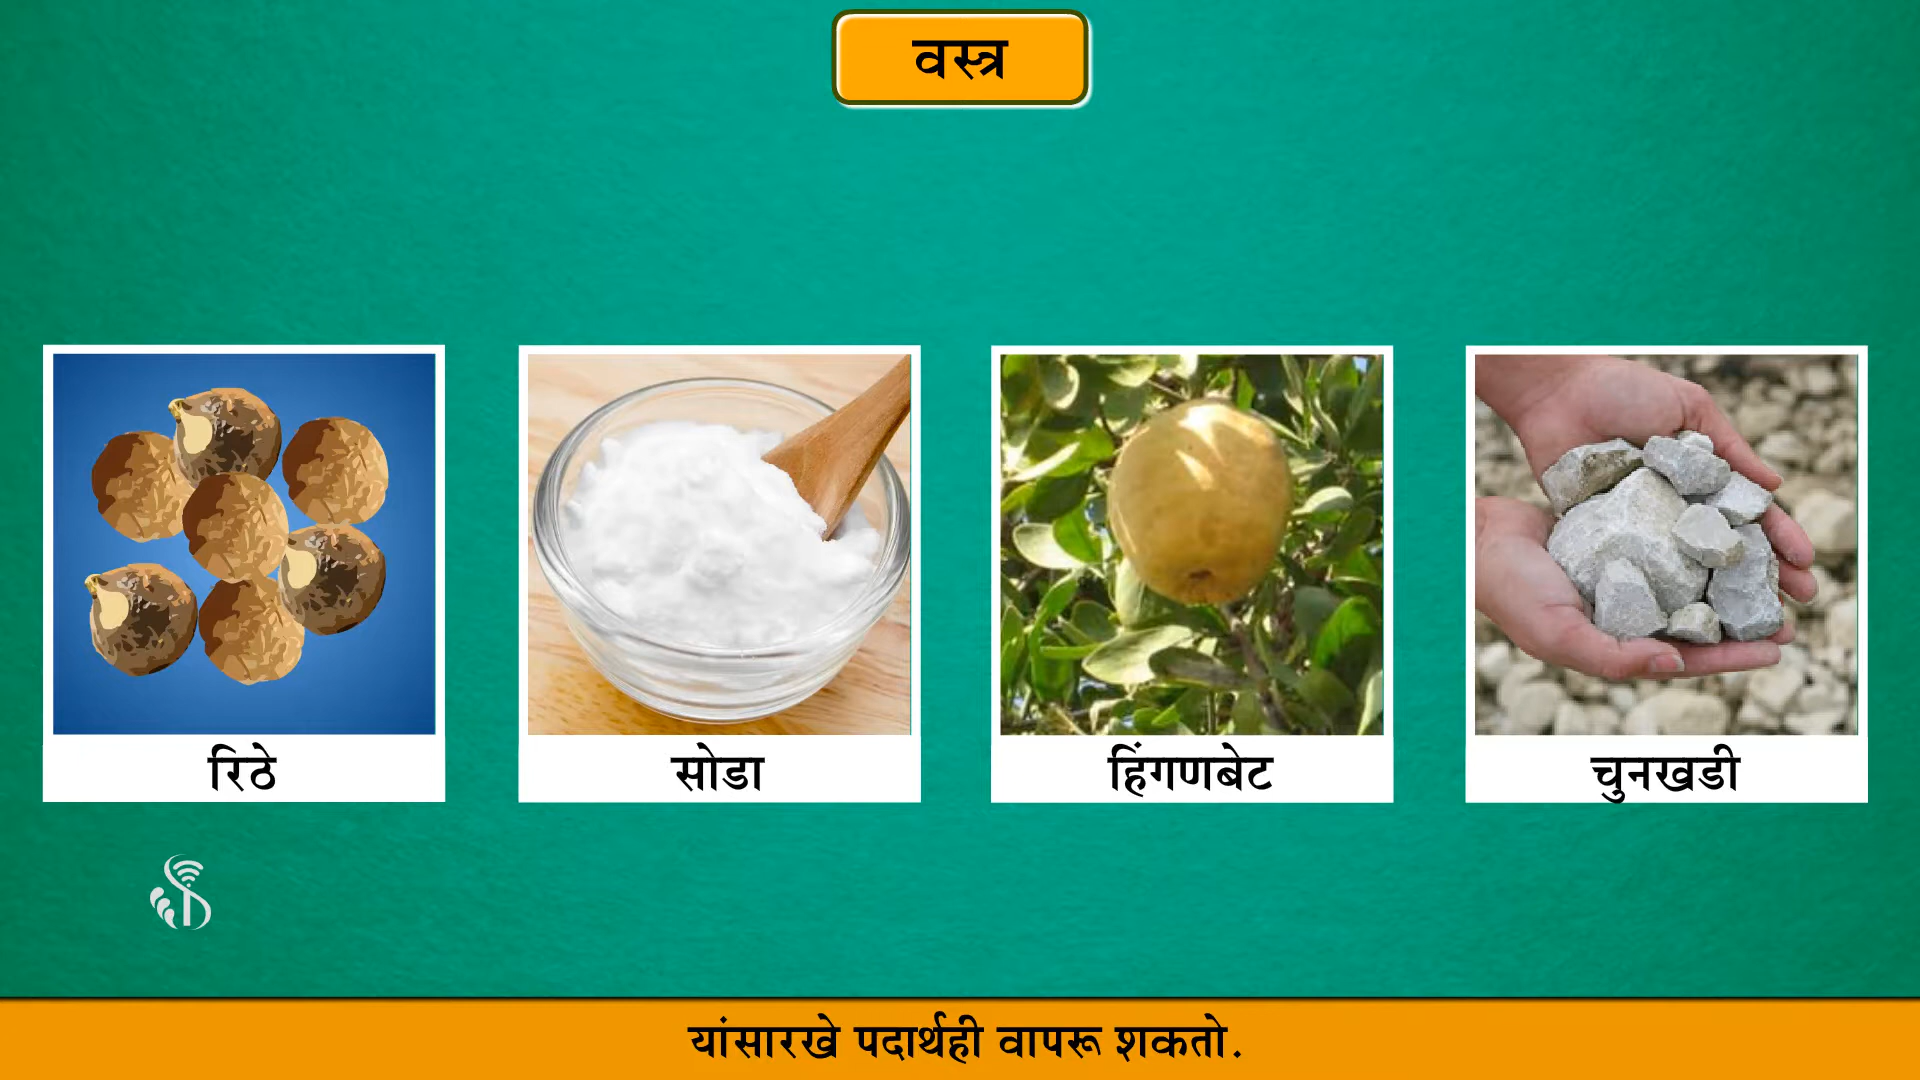 वस्त्र
रिठे
सोडा
हिंगणबेट
चुनखडी
यांसारखे पदार्थही वापरू शकतो.